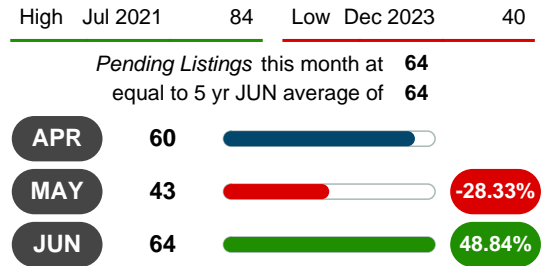 High Jul 2021 84 Low Dec 2023 40
Pending Listings this month at 64
equal to 5 yr JUN average of 64
APR 60
MAY 43 -28.33%
JUN 64 48.84%